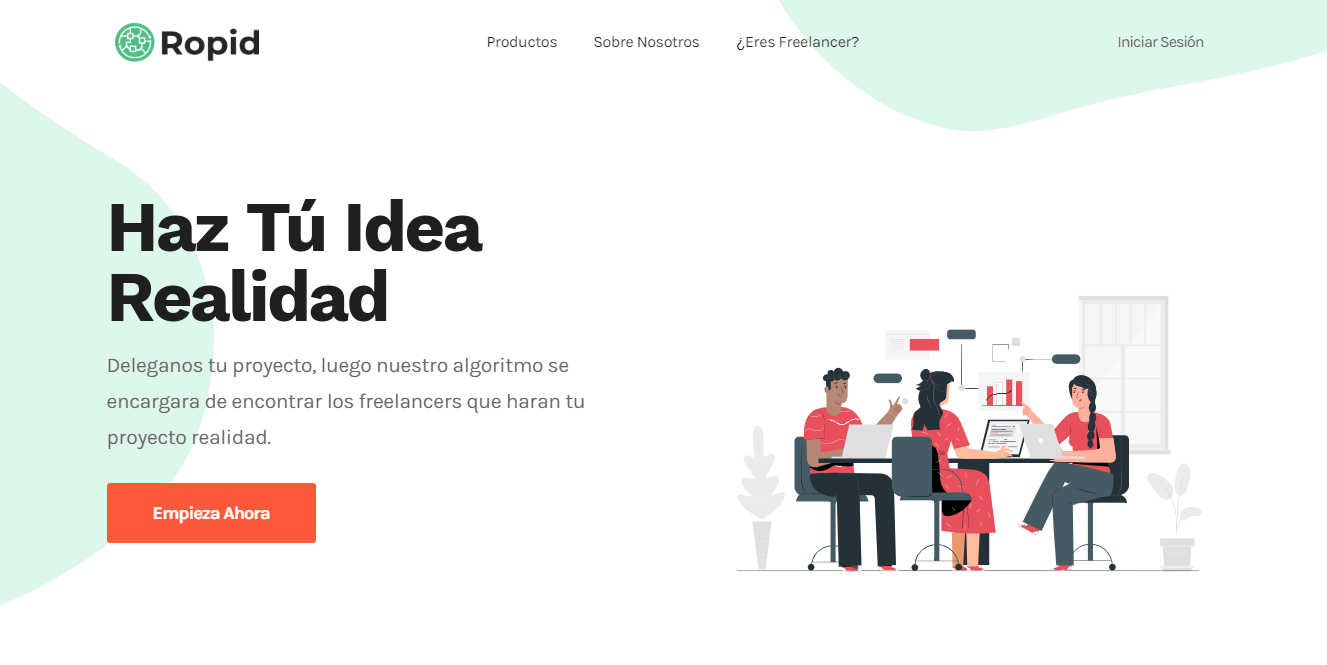 Ropid
Productos
Sobre Nosotros
¿Eres Freelancer?
Iniciar Sesión
Haz Tú Idea
Realidad
Deleganos tu proyecto, luego nuestro algoritmo se
encargara de encontrar los freelancers que haran tu
proyecto realidad.
Empieza Ahora